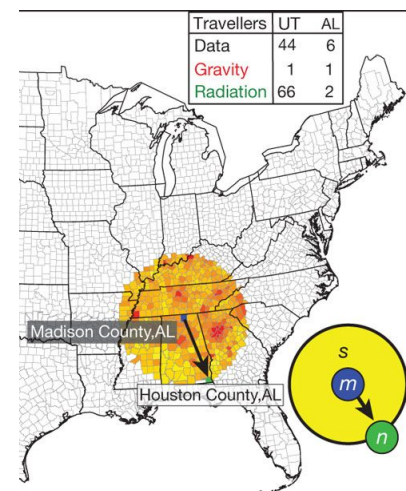 Travellers UT AL
Data 44 6
Gravity 1 1
Radiation 66 2
Madison County,AL
Houston County,AL
s
m
n